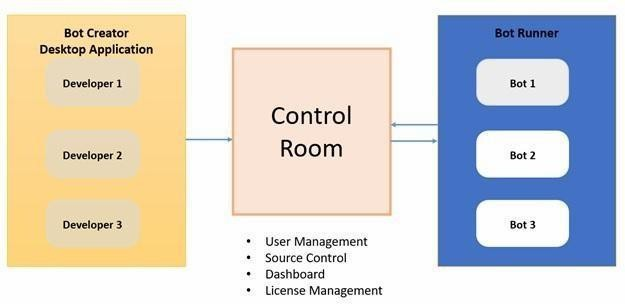 Bot Creator
Desktop Application
Developer 1
Developer 2
Developer 3
Control
Room
• User Management
• Source Control
• Dashboard
• License Management
Bot Runner
Bot 1
Bot 2
Bot 3